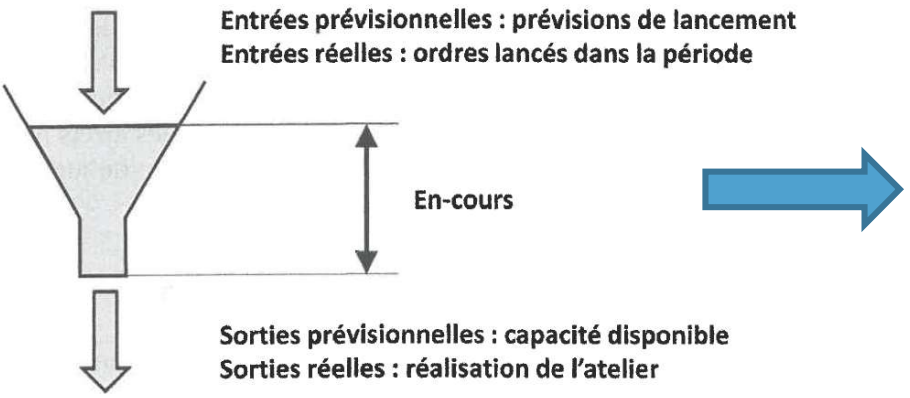 Entrées prévisionnelles : prévisions de lancement
Entrées réelles : ordres lancés dans la période
En-cours
Sorties prévisionnelles : capacité disponible
Sorties réelles : réalisation de l'atelier